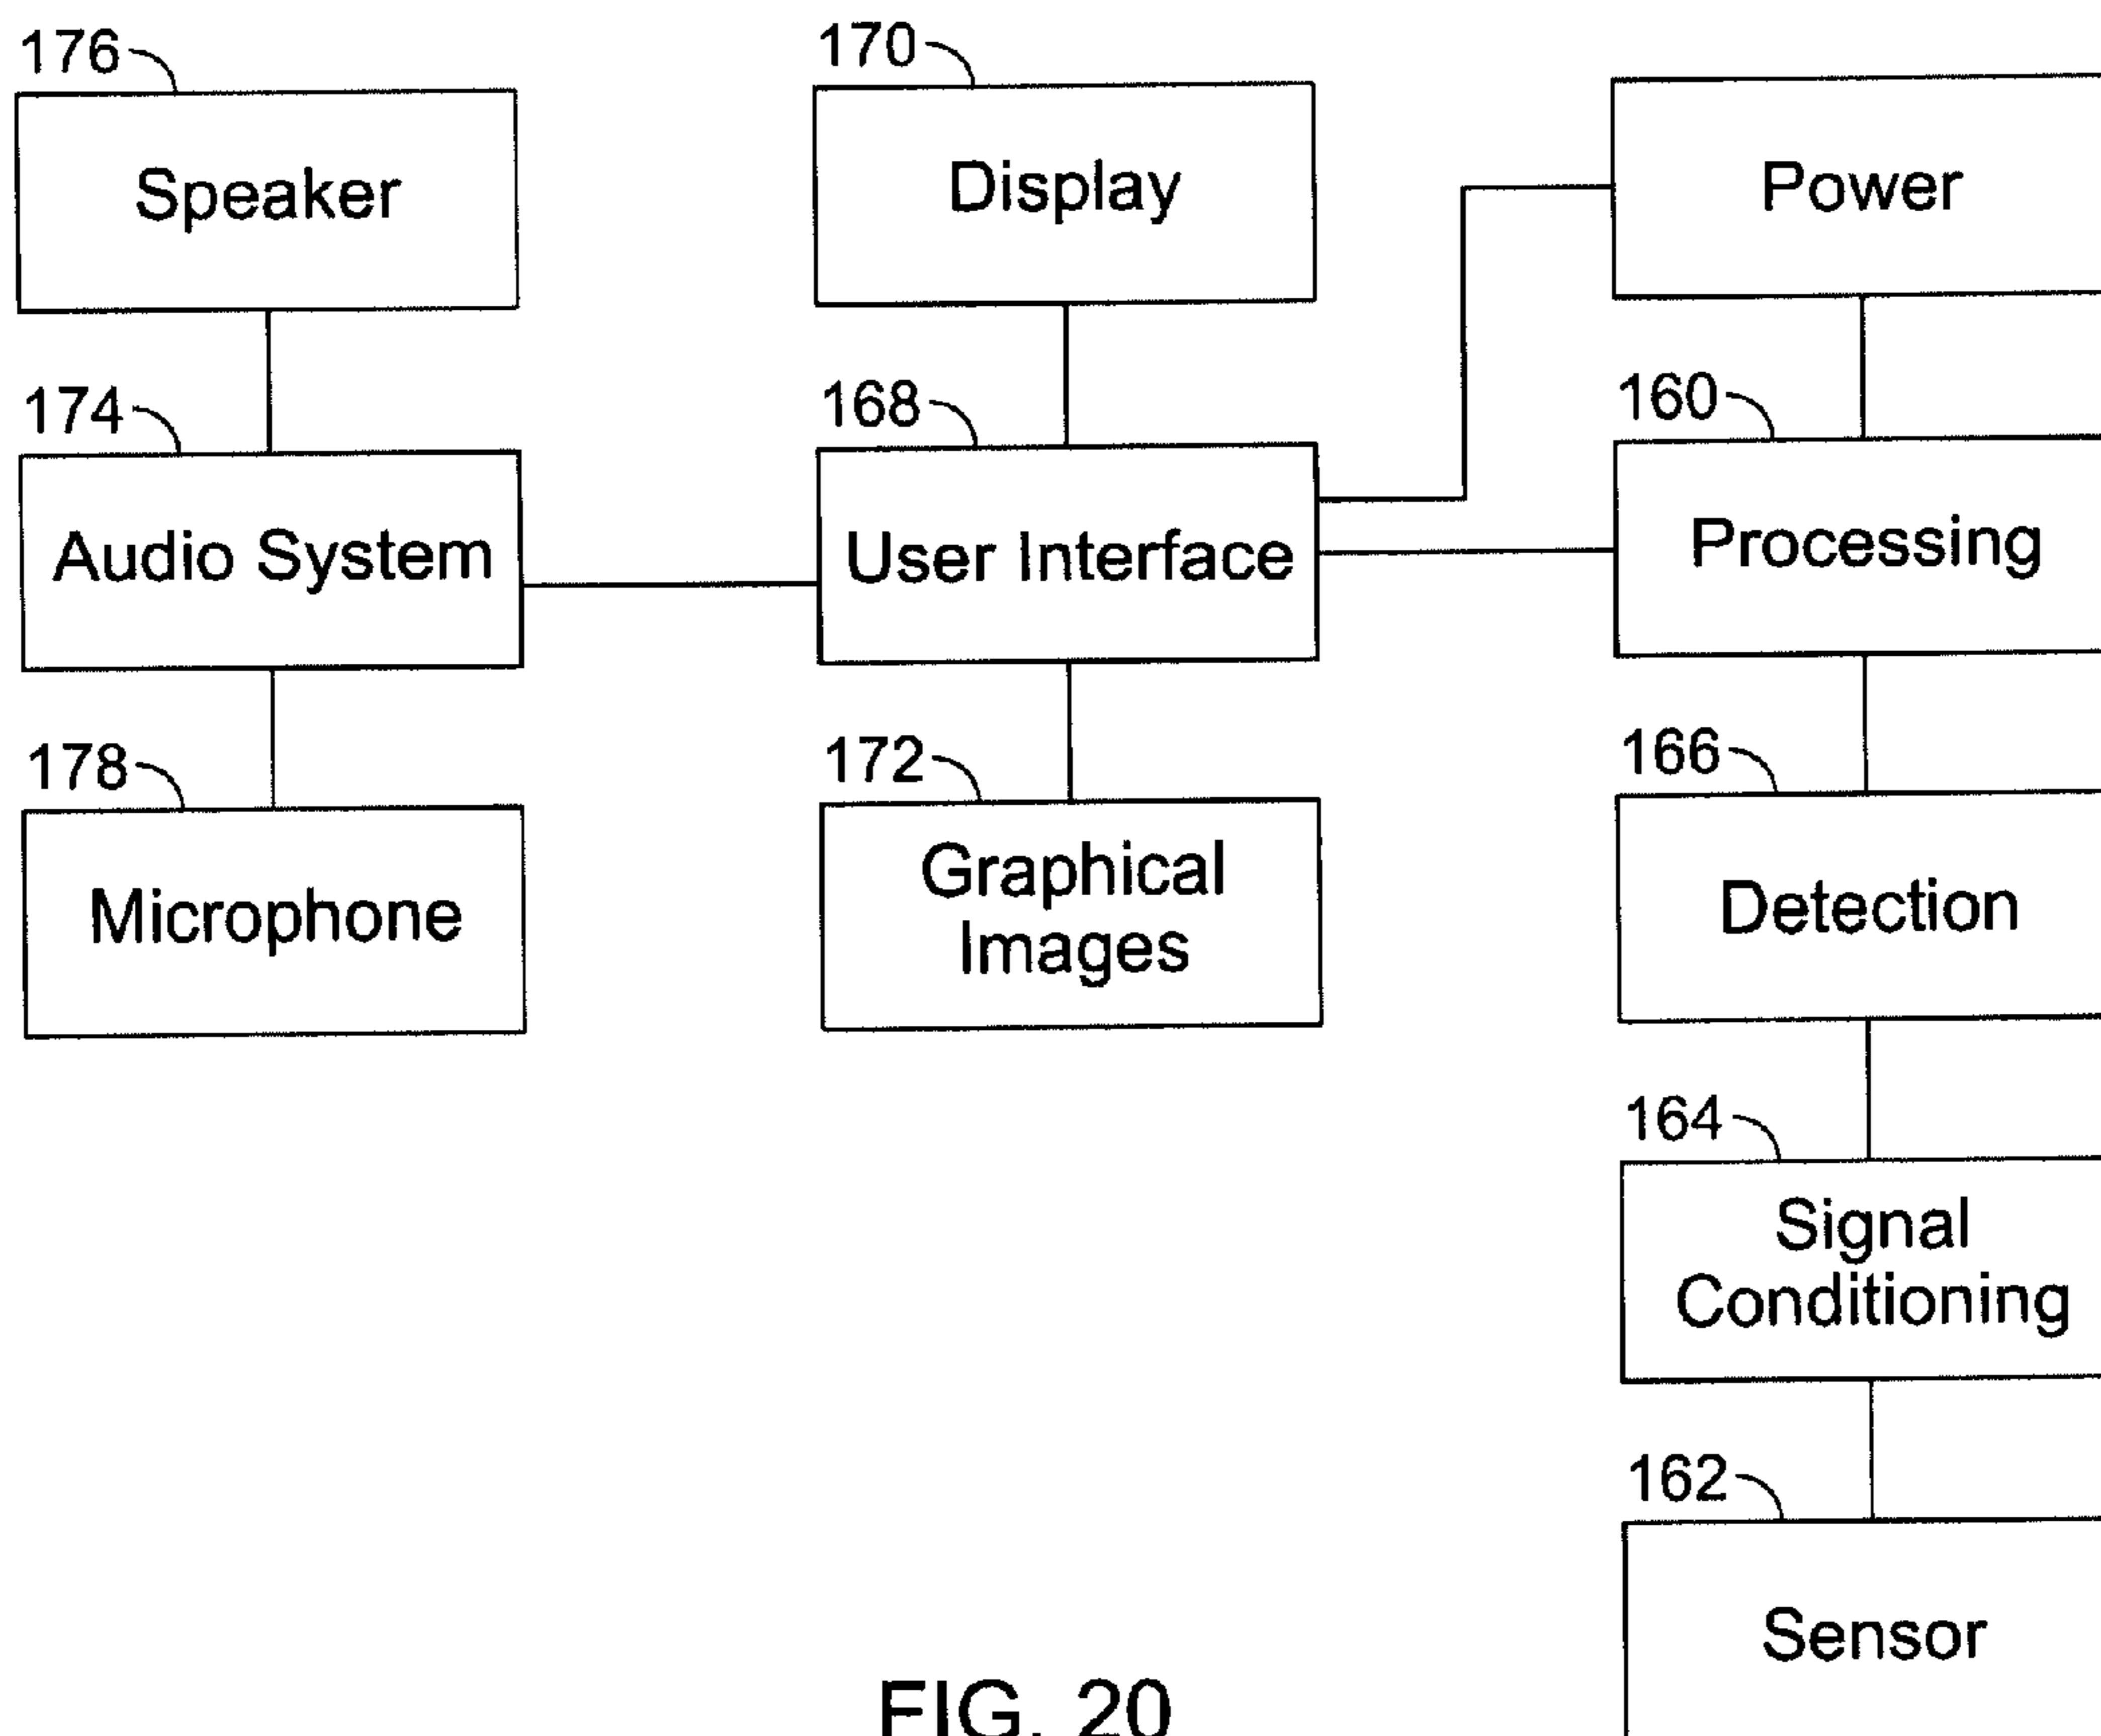 176
Speaker
170
Display
Power
174
Audio System
168
User Interface
160
Processing
178
Microphone
172
Graphical
Images
166
Detection
164
Signal
Conditioning
162
Sensor
FIG. 20